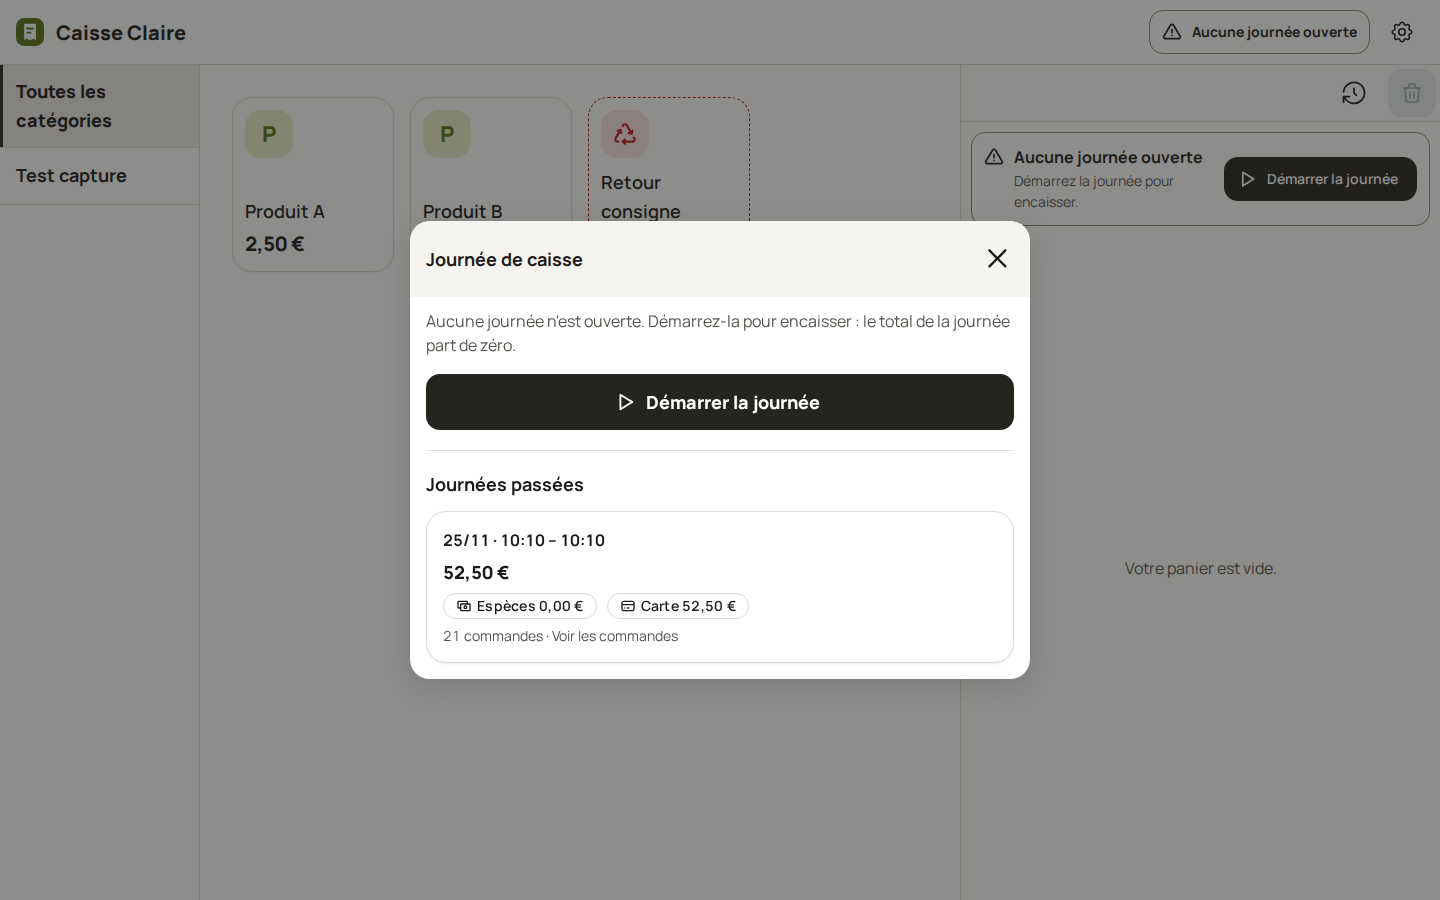 Caisse Claire
Aucune journée ouverte
Toutes les
catégories
Test capture
P
P
Produit A
2,50 €
Produit B
Retour
consigne
Aucune journée ouverte
Démarrez la journée pour
encaisser.
Démarrer la journée
Journée de caisse
Aucune journée n'est ouverte. Démarrez-la pour encaisser : le total de la journée
part de zéro.
Démarrer la journée
Journées passées
25/11 · 10:10 – 10:10
52,50 €
Espèces 0,00 €
Carte 52,50 €
21 commandes · Voir les commandes
Votre panier est vide.